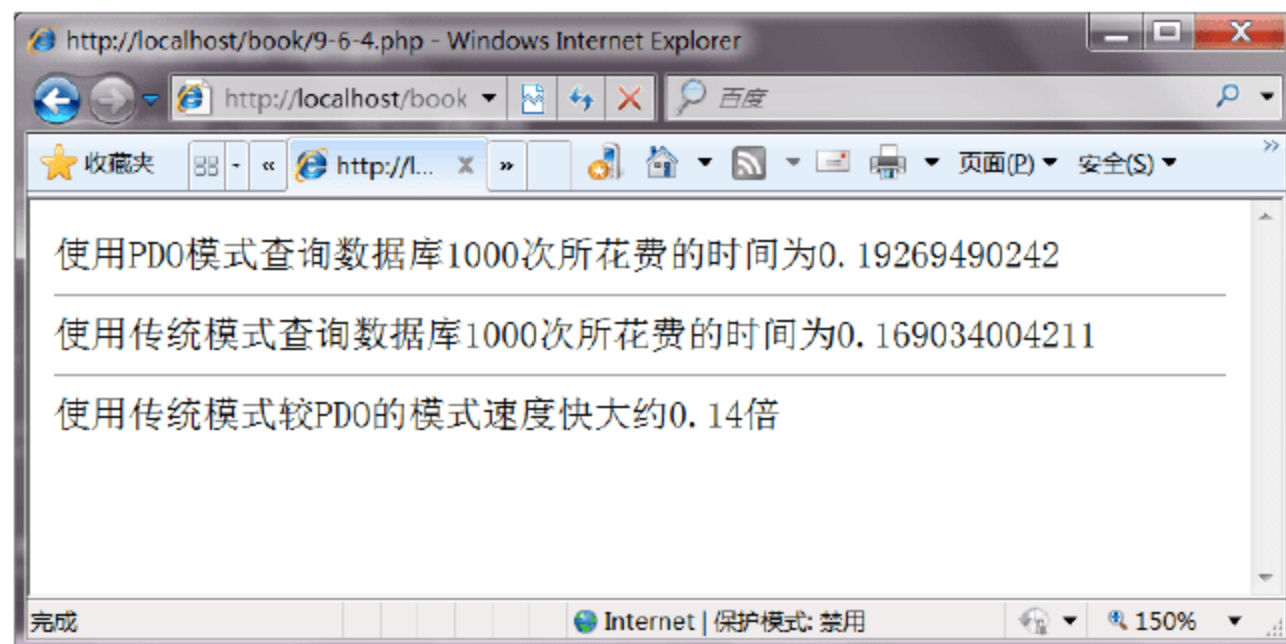 http://localhost/book/9-6-4.php - Windows Internet Explorer
http://localhost/book 百度
收藏夹 http://l... 页面(P) 安全(S)
使用PDO模式查询数据库1000次所花费的时间为0.19269490242
使用传统模式查询数据库1000次所花费的时间为0.169034004211
使用传统模式较PDO的模式速度快大约0.14倍
完成 Internet | 保护模式: 禁用 150%